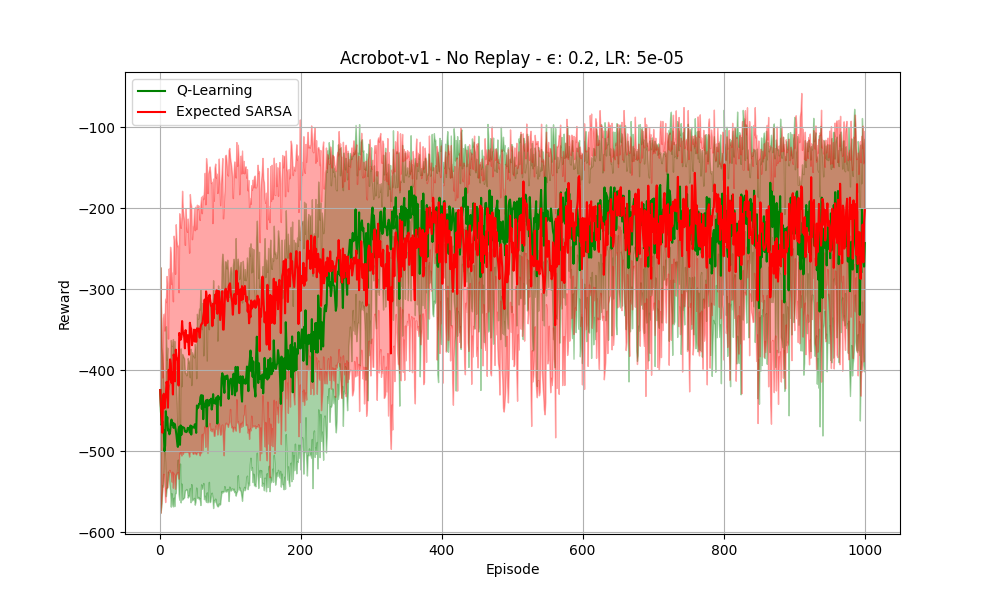 Acrobot-v1 - No Replay - ϵ: 0.2, LR: 5e-05
Q-Learning
Expected SARSA
−100
−200
−300
−400
−500
−600
Reward
0
200
400
600
800
1000
Episode